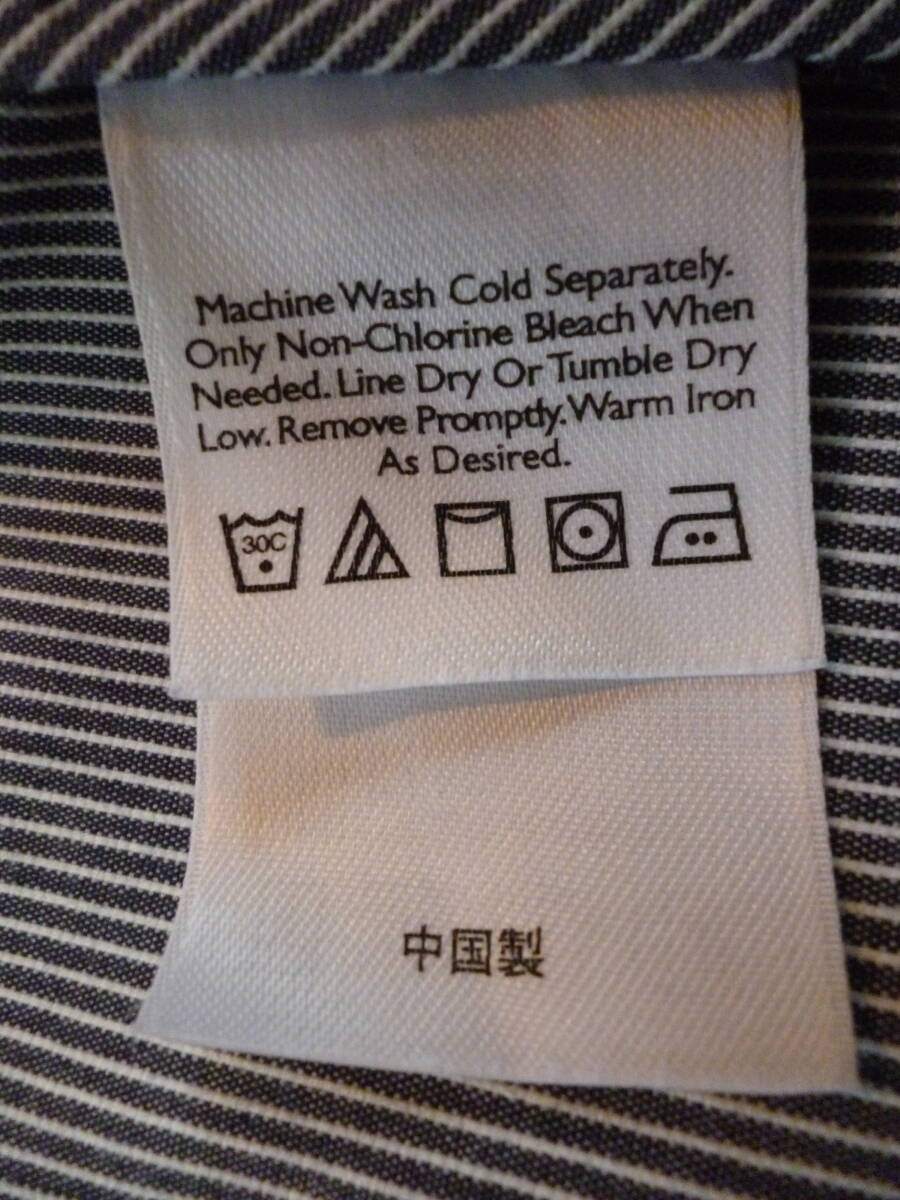 Machine Wash Cold Separately.
Only Non-Chlorine Bleach When
Needed. Line Dry Or Tumble Dry
Low. Remove Promptly. Warm Iron
As Desired.
30C
中国製